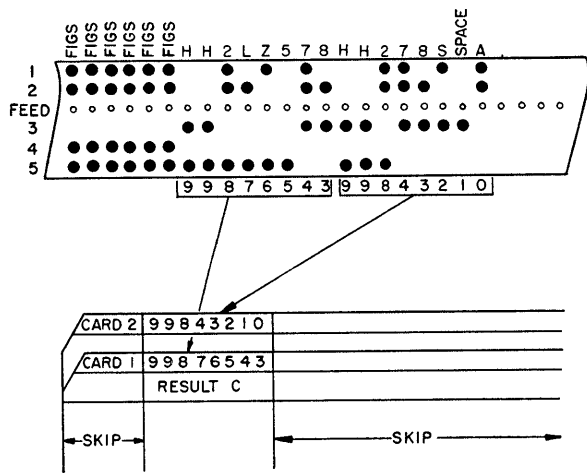 FIGS FIGS FIGS FIGS FIGS FIGS H H 2 L Z 5 7 8 H H 2 7 8 S SPACE A
1
2
FEED
3
4
5
9 9 8 7 6 5 4 3 9 9 8 4 3 2 1 0
CARD 2 9 9 8 4 3 2 1 0
CARD 1 9 9 8 7 6 5 4 3
RESULT C
SKIP SKIP